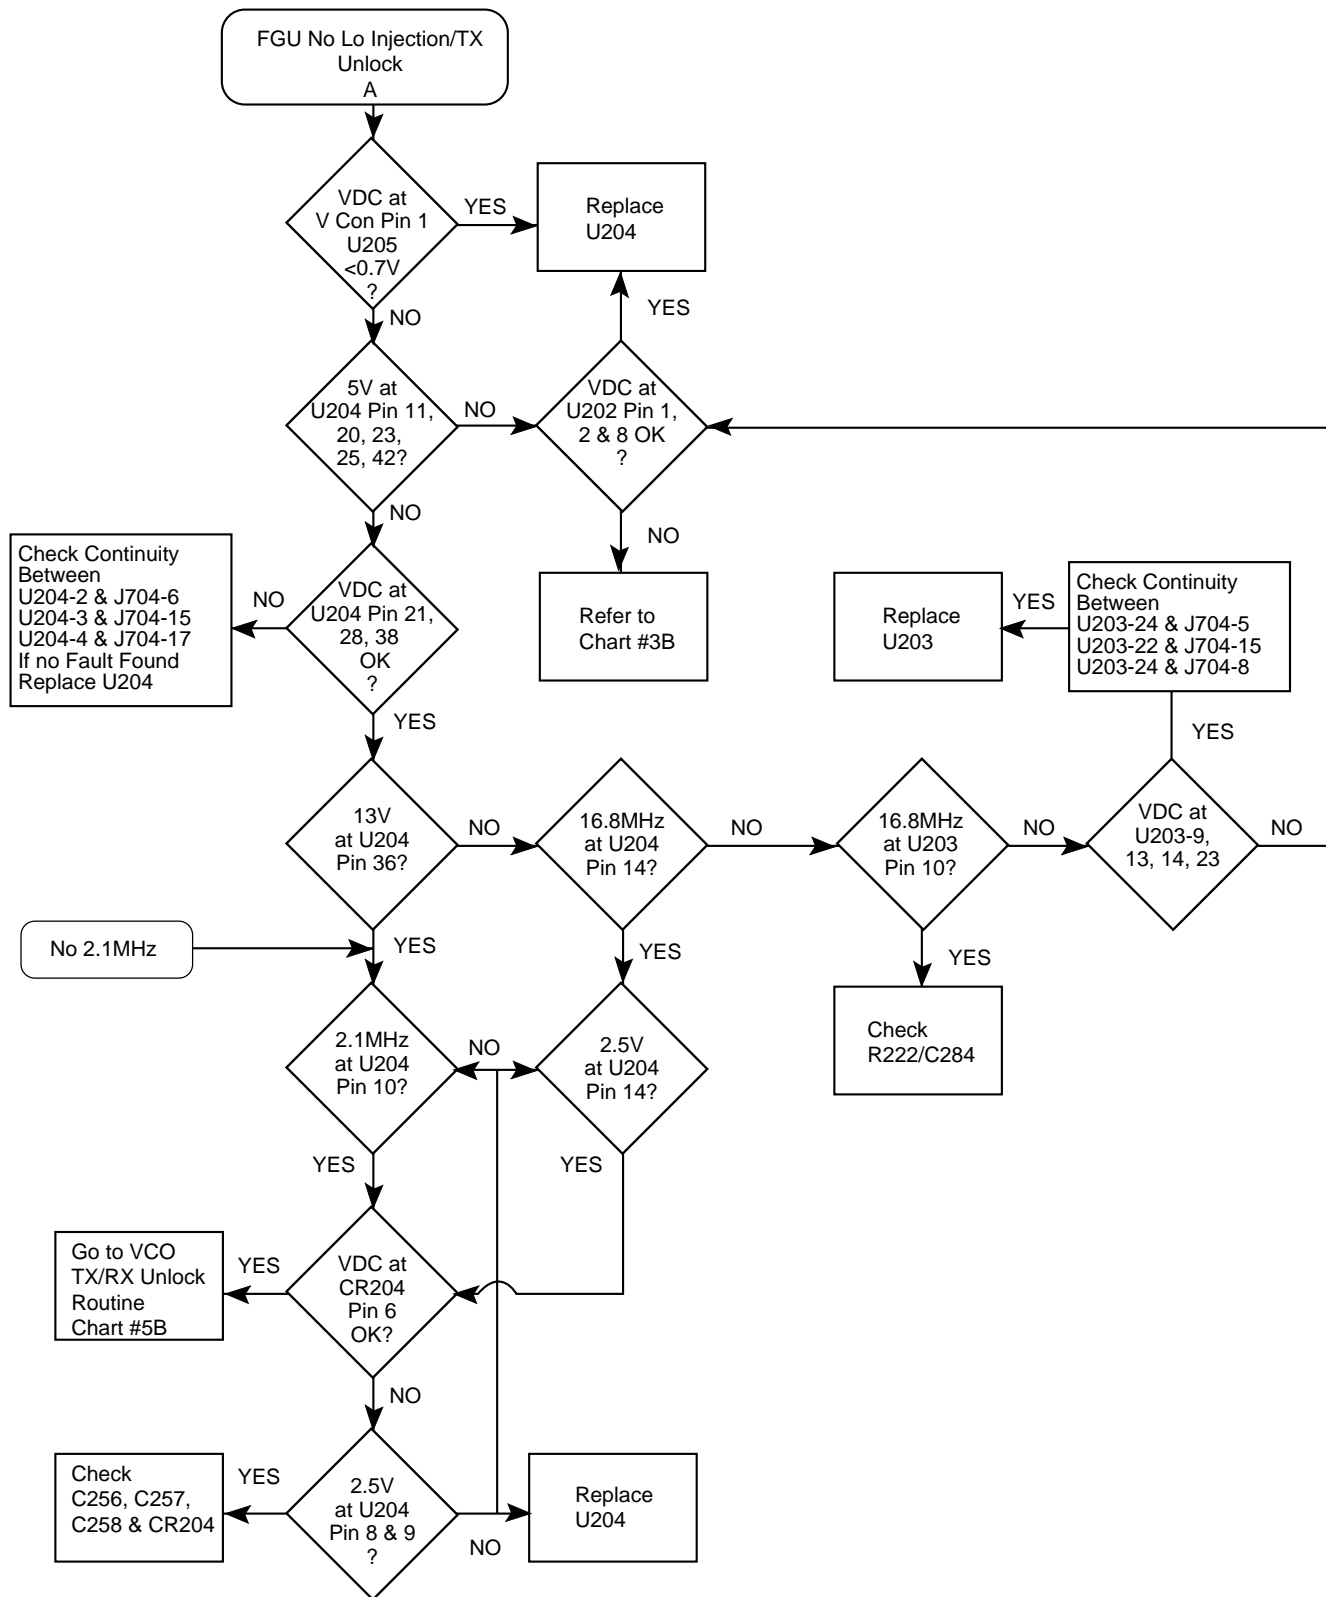 FGU No Lo Injection/TX
Unlock
A
VDC at
V Con Pin 1
U205
<0.7V
?
YES
Replace
U204
NO
YES
5V at
U204 Pin 11,
20, 23,
25, 42?
NO
VDC at
U202 Pin 1,
2 & 8 OK
?
NO
NO
Check Continuity
Between
U204-2 & J704-6
U204-3 & J704-15
U204-4 & J704-17
If no Fault Found
Replace U204
NO
VDC at
U204 Pin 21,
28, 38
OK
?
Refer to
Chart #3B
Replace
U203
YES
Check Continuity
Between
U203-24 & J704-5
U203-22 & J704-15
U203-24 & J704-8
YES
YES
13V
at U204
Pin 36?
NO
16.8MHz
at U204
Pin 14?
NO
16.8MHz
at U203
Pin 10?
NO
VDC at
U203-9,
13, 14, 23
NO
No 2.1MHz
YES
YES
YES
2.1MHz
at U204
Pin 10?
NO
2.5V
at U204
Pin 14?
Check
R222/C284
YES
YES
Go to VCO
TX/RX Unlock
Routine
Chart #5B
YES
VDC at
CR204
Pin 6
OK?
NO
Check
C256, C257,
C258 & CR204
YES
2.5V
at U204
Pin 8 & 9
?
NO
Replace
U204